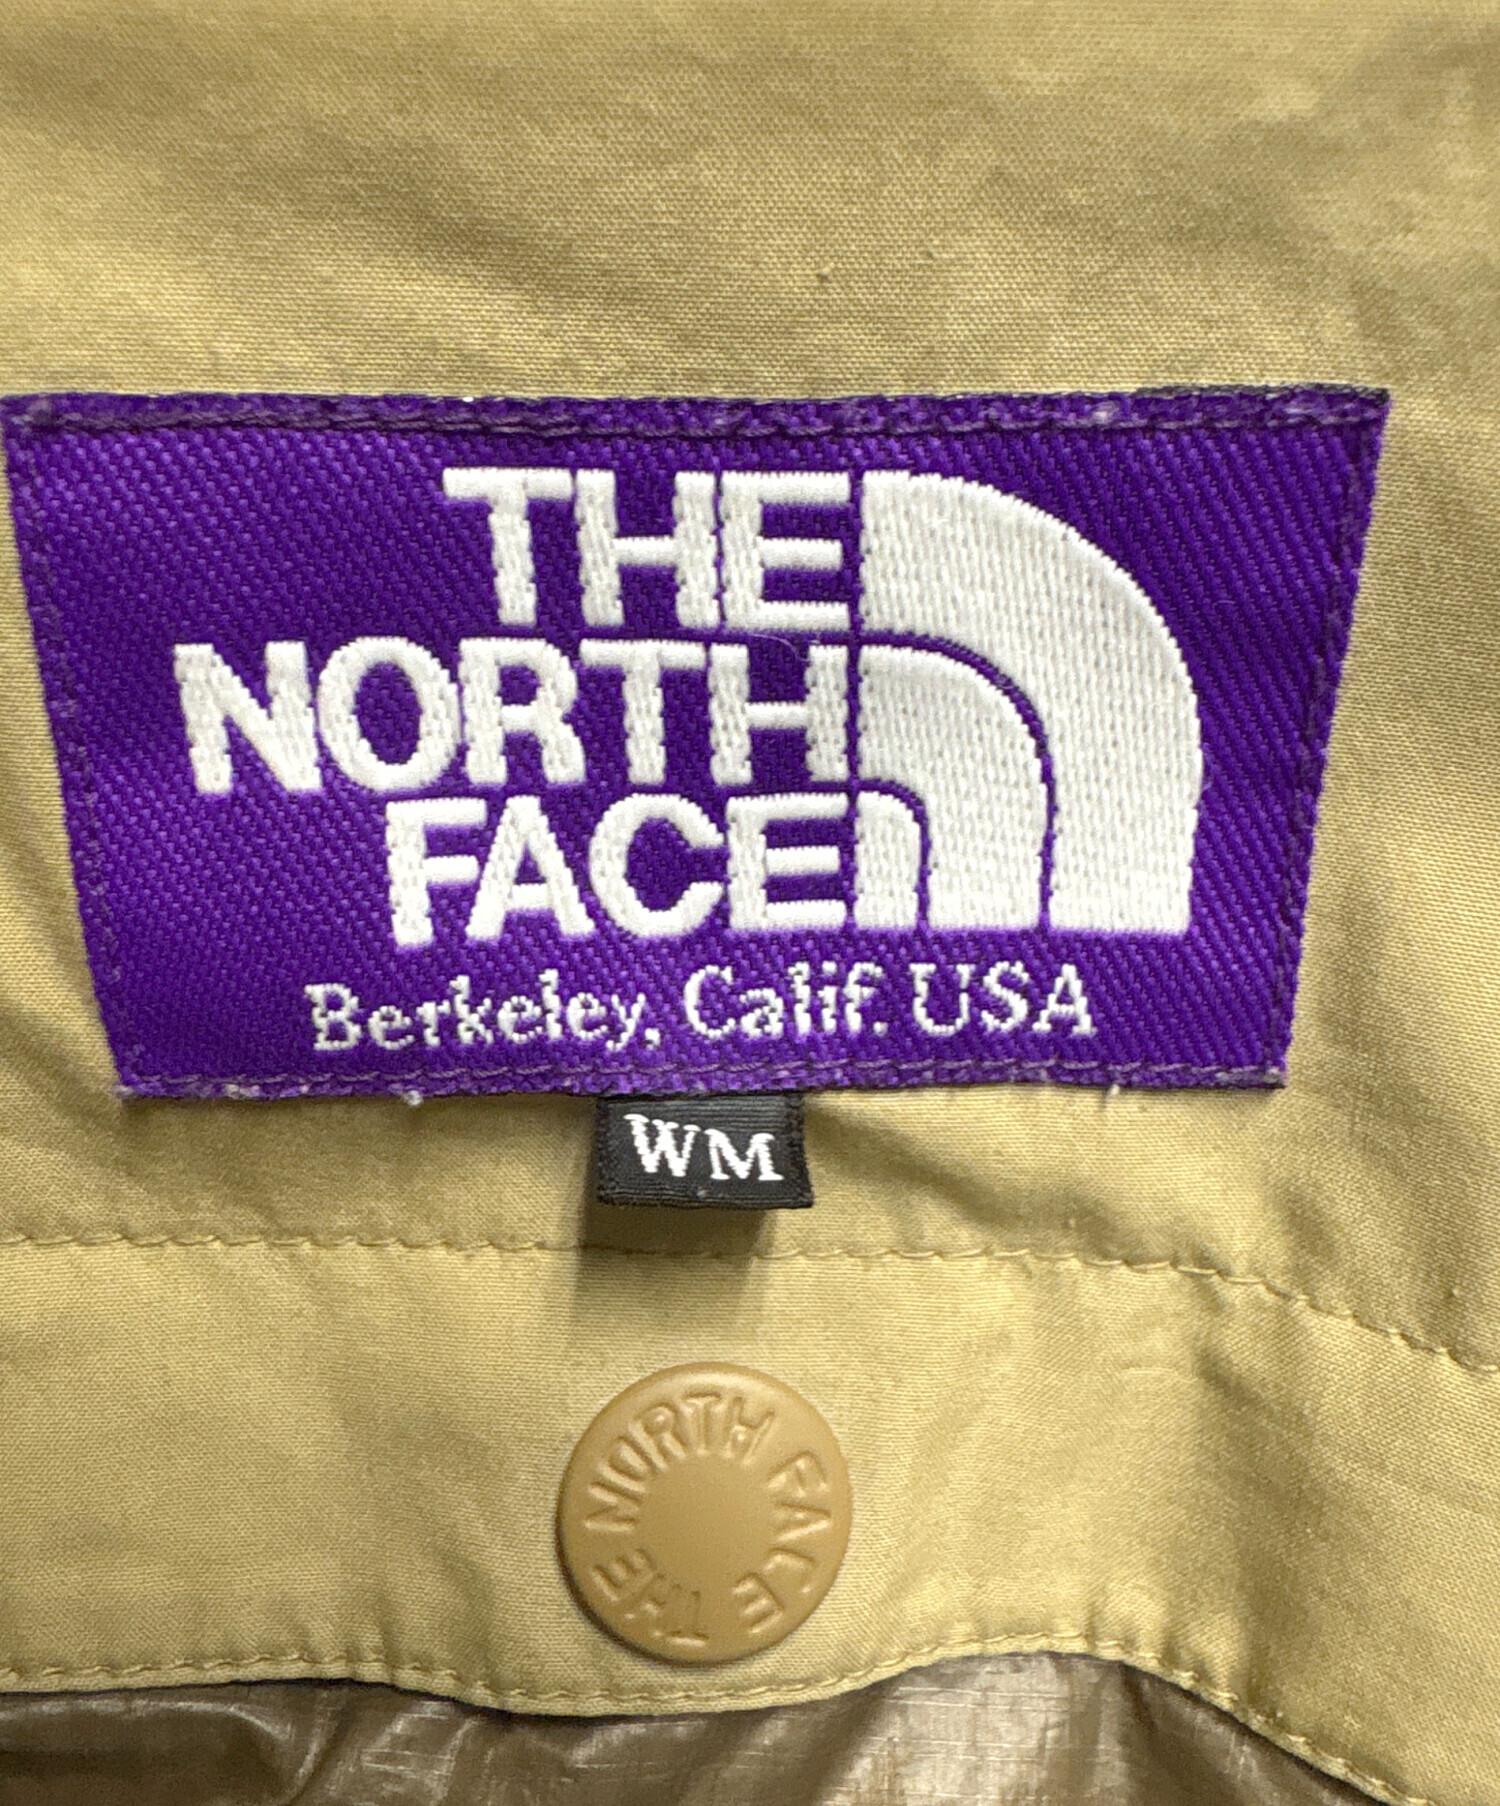 THE
NORTH
FACE
Berkeley, Calif. USA
WM
THE NORTH FACE